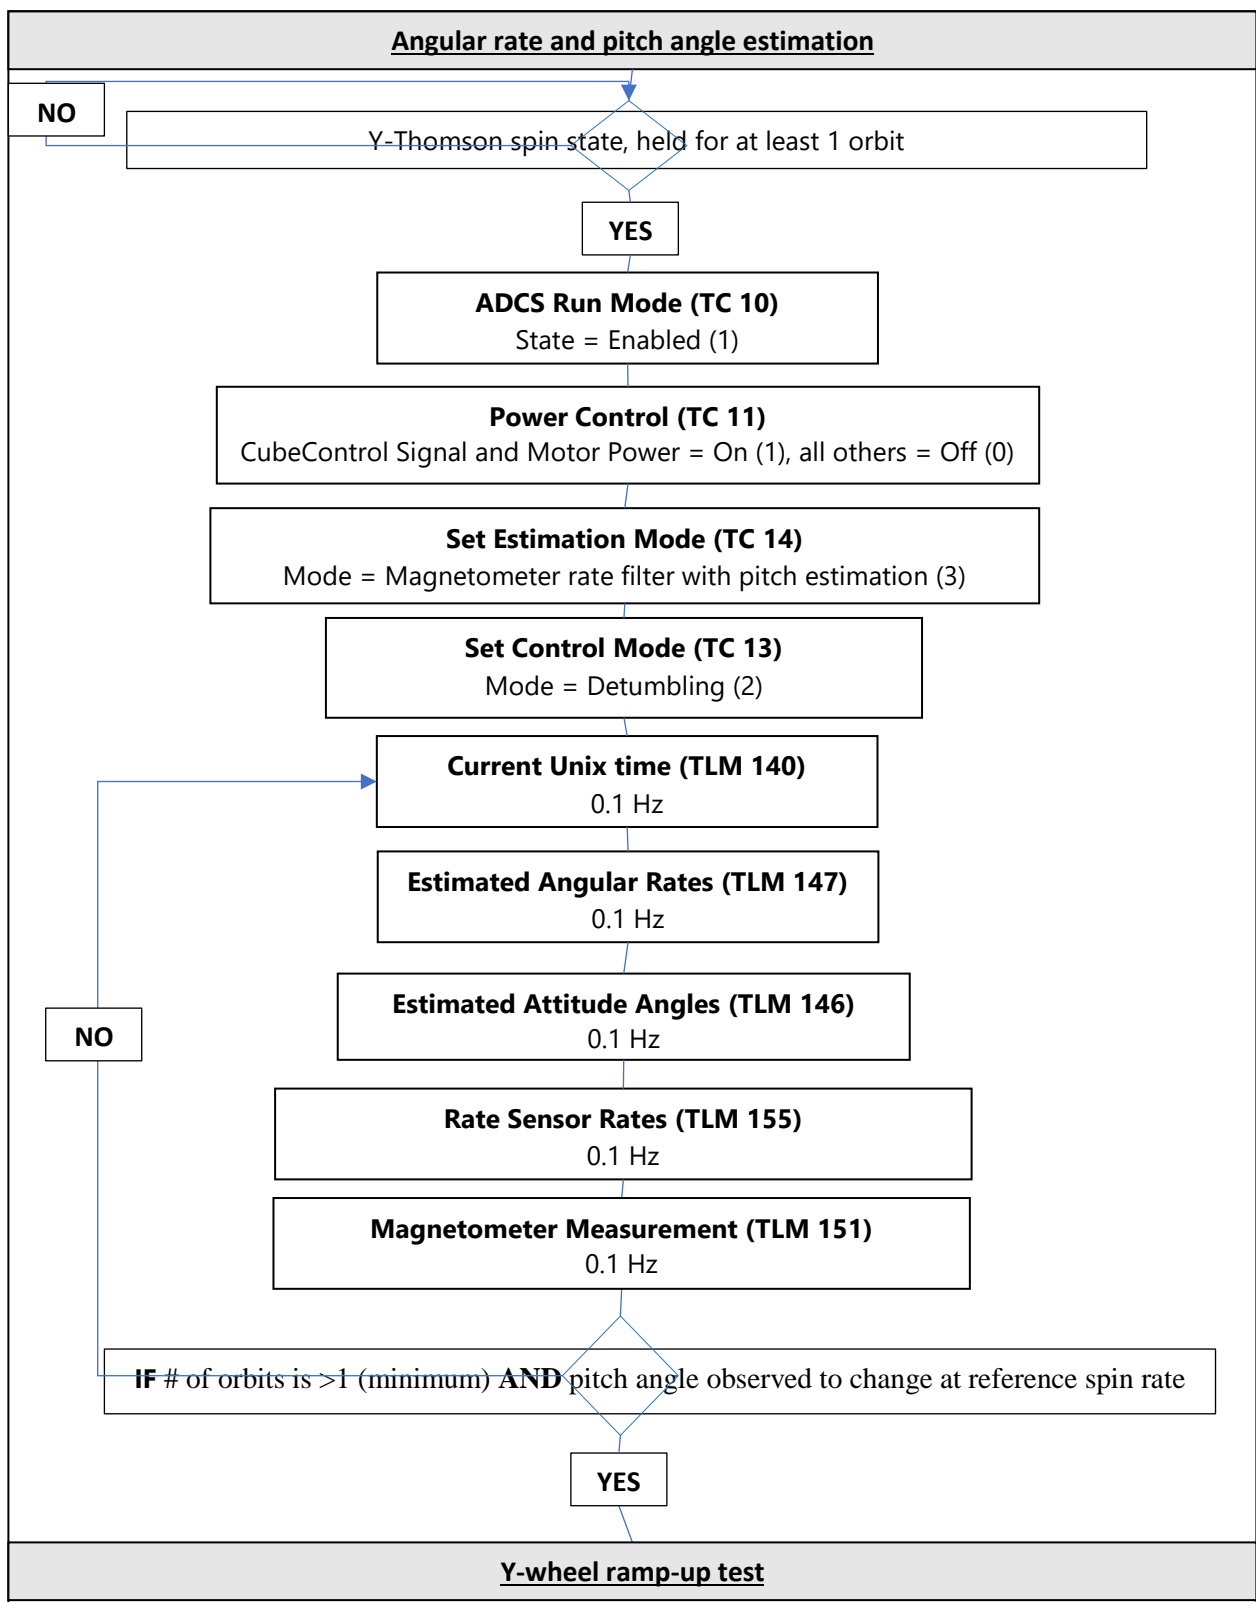 Angular rate and pitch angle estimation
NO
Y-Thomson spin state, held for at least 1 orbit
YES
ADCS Run Mode (TC 10)
State = Enabled (1)
Power Control (TC 11)
CubeControl Signal and Motor Power = On (1), all others = Off (0)
Set Estimation Mode (TC 14)
Mode = Magnetometer rate filter with pitch estimation (3)
Set Control Mode (TC 13)
Mode = Detumbling (2)
Current Unix time (TLM 140)
0.1 Hz
Estimated Angular Rates (TLM 147)
0.1 Hz
Estimated Attitude Angles (TLM 146)
0.1 Hz
NO
Rate Sensor Rates (TLM 155)
0.1 Hz
Magnetometer Measurement (TLM 151)
0.1 Hz
IF # of orbits is >1 (minimum) AND pitch angle observed to change at reference spin rate
YES
Y-wheel ramp-up test